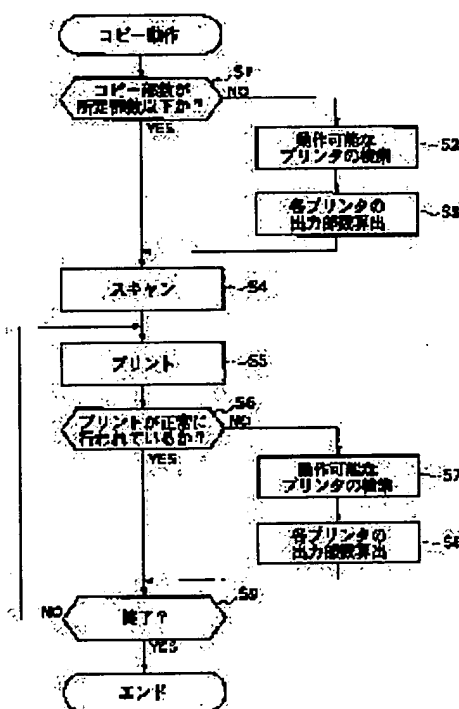 コピー動作
コピー部数が
所定部数以下か?
S1
NO
YES
動作可能な
プリンタの検索
S2
各プリンタの
出力部数算出
S3
スキャン
S4
プリント
S5
プリントが正常に
行われているか?
S6
NO
YES
動作可能な
プリンタの検索
S7
各プリンタの
出力部数算出
S8
終了?
S9
NO
YES
エンド